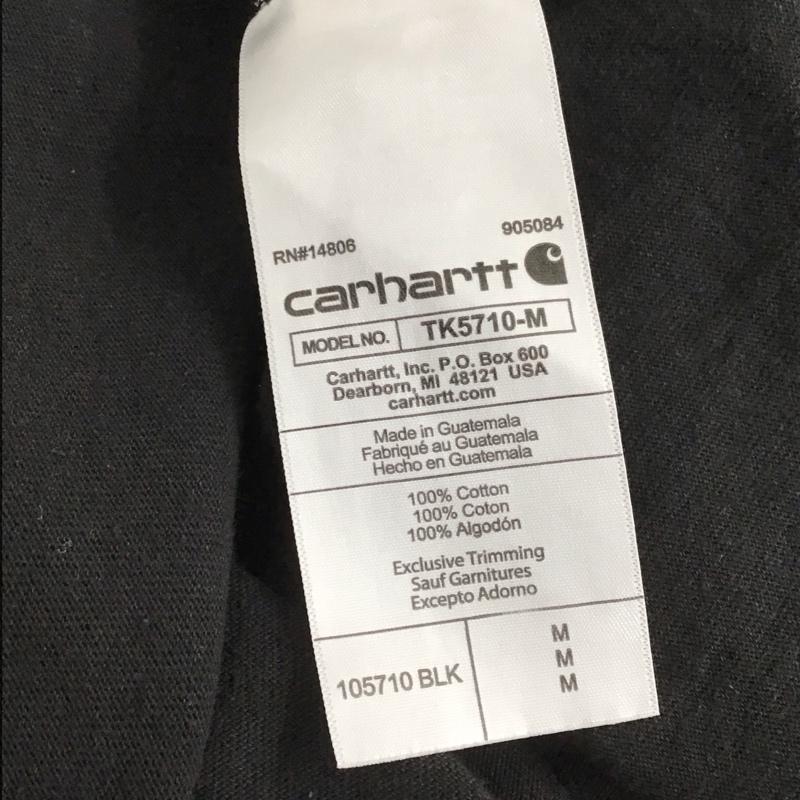 RN#14806 905084
carhartt
MODEL NO. TK5710-M
Carhartt, Inc. P.O. Box 600
Dearborn, MI 48121 USA
carhartt.com
Made in Guatemala
Fabriqué au Guatemala
Hecho en Guatemala
100% Cotton
100% Coton
100% Algodón
Exclusive Trimming
Sauf Garnitures
Excepto Adorno
105710 BLK
M
M
M